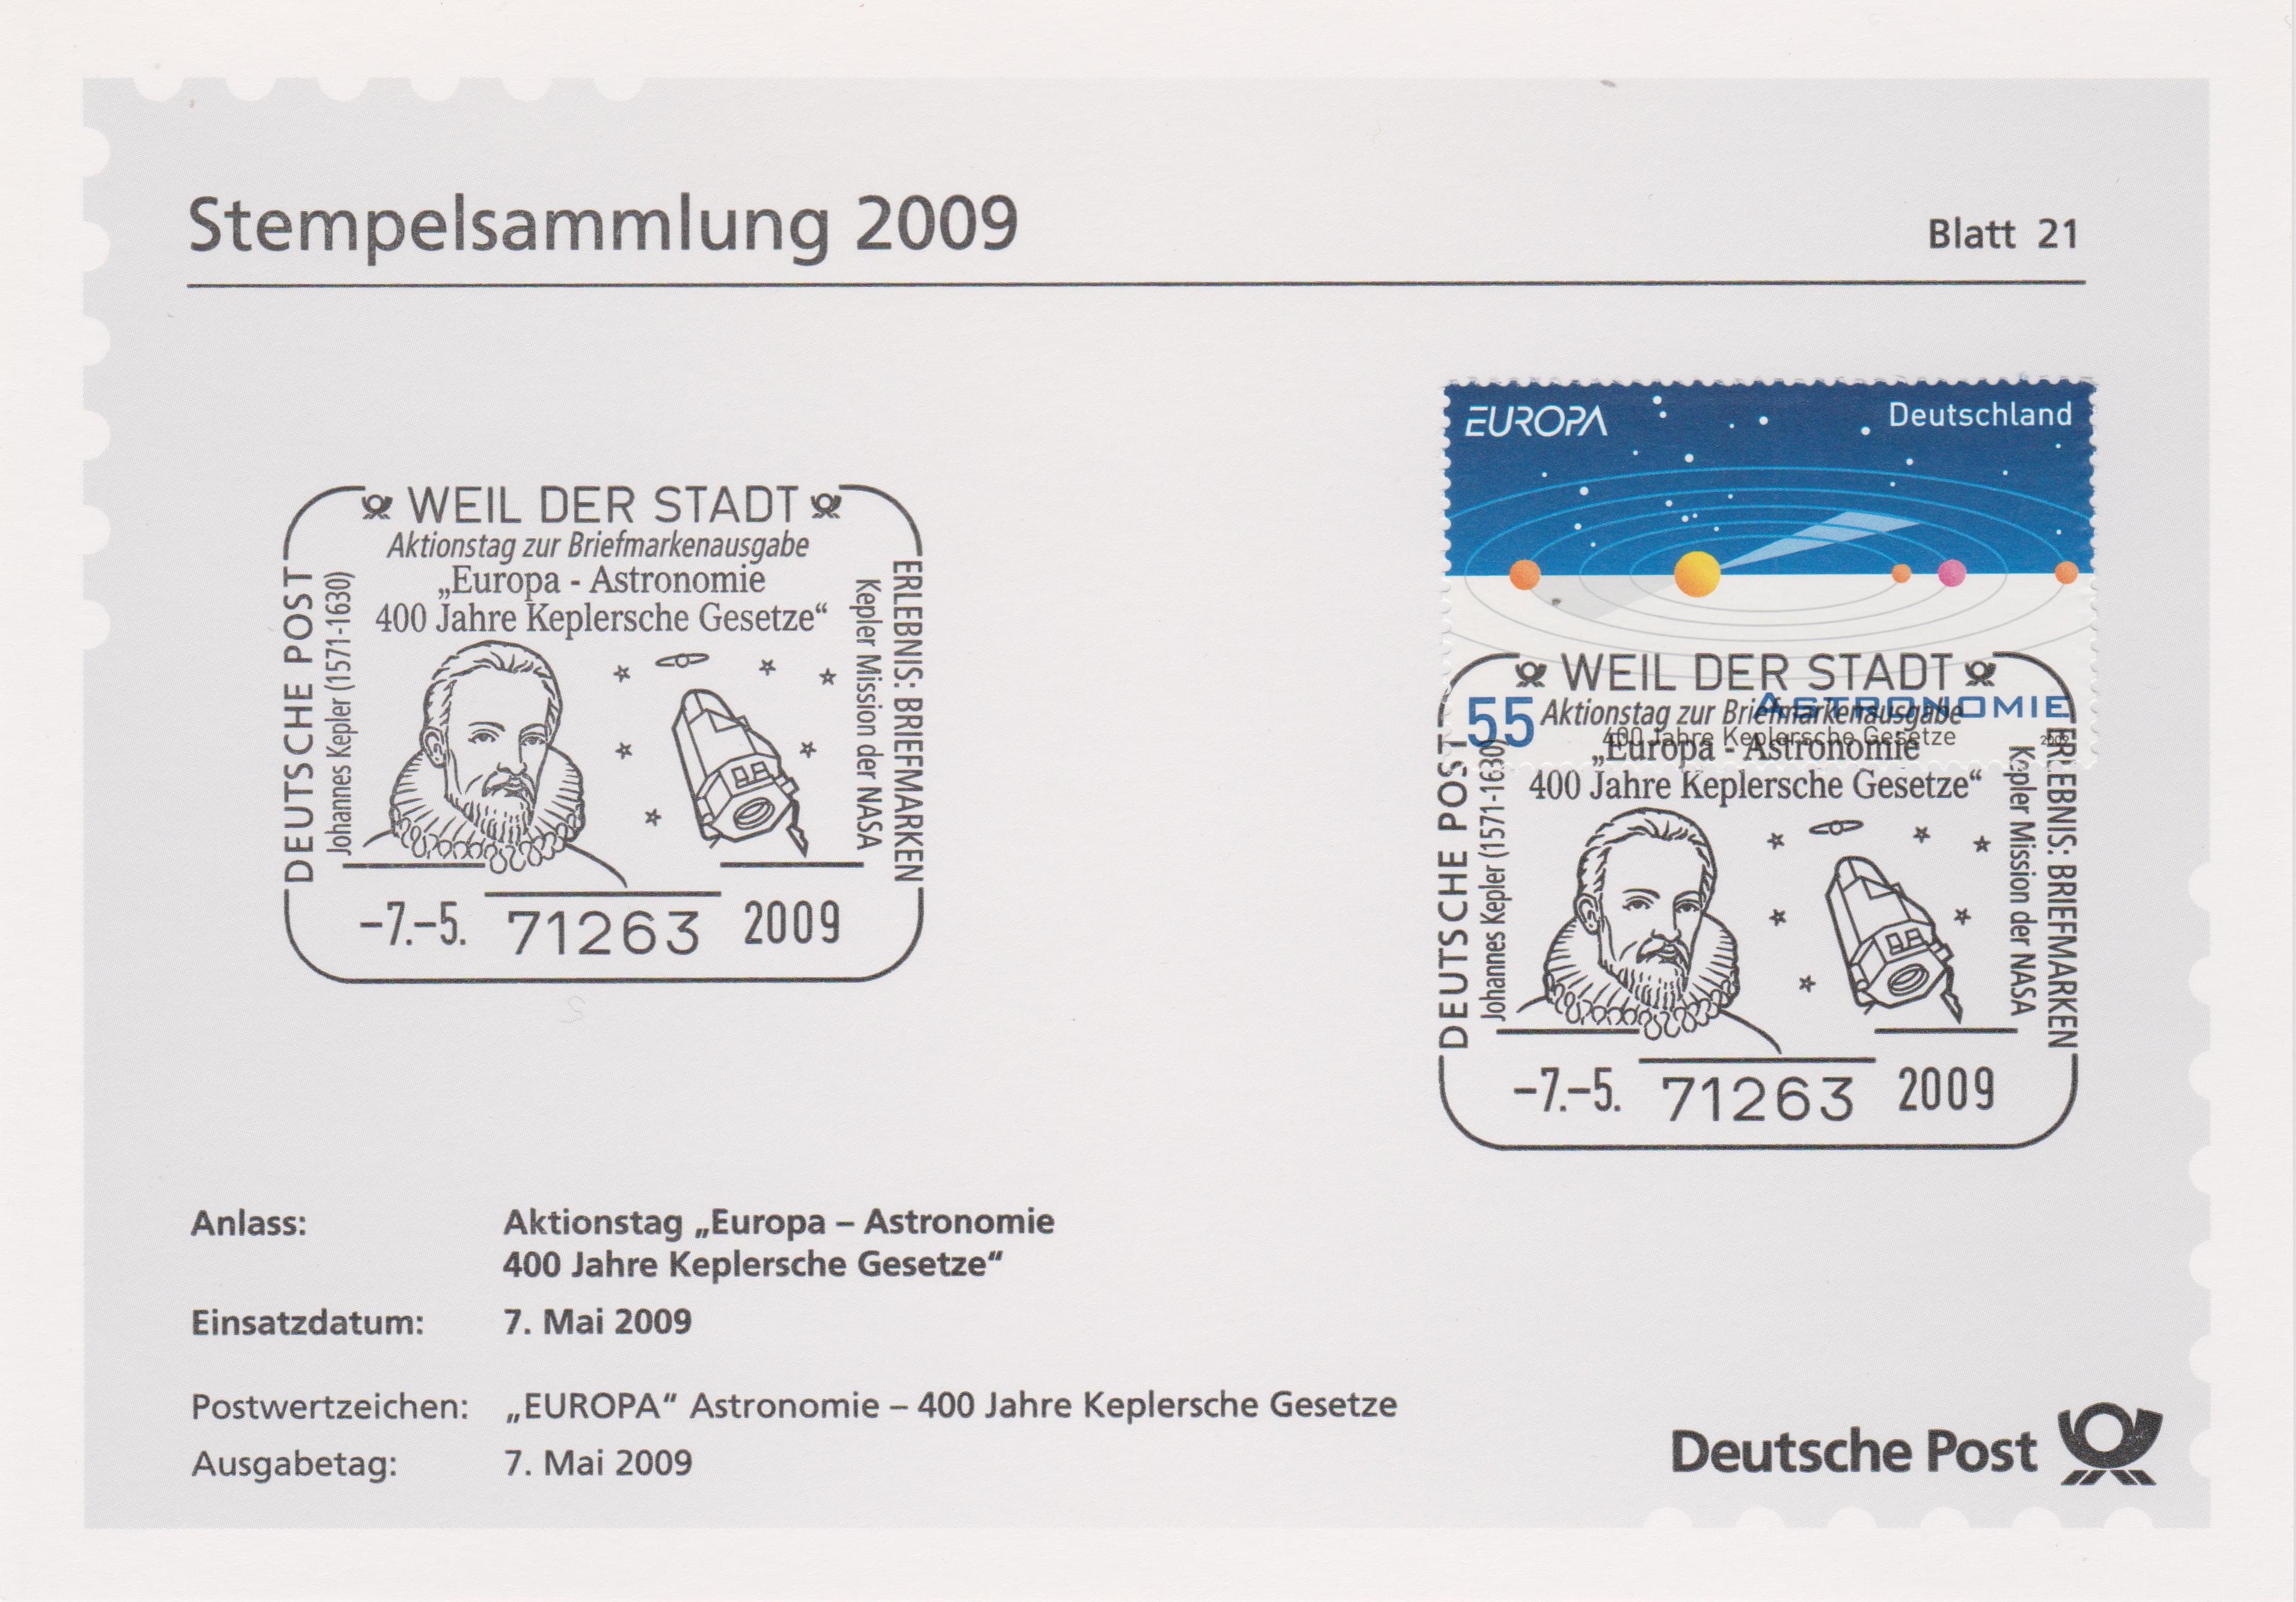 Stempelsammlung 2009
Blatt 21
WEIL DER STADT
Aktionstag zur Briefmarkenausgabe
„Europa - Astronomie
400 Jahre Keplersche Gesetze“
DEUTSCHE POST
Johannes Kepler (1571-1630)
Kepler Mission der NASA
ERLEBNIS: BRIEFMARKEN
-7.-5. 71263 2009
EUROPA Deutschland
55 ASTRONOMIE
400 Jahre Keplersche Gesetze
2009
WEIL DER STADT
Aktionstag zur Briefmarkenausgabe
„Europa - Astronomie
400 Jahre Keplersche Gesetze“
DEUTSCHE POST
Johannes Kepler (1571-1630)
Kepler Mission der NASA
ERLEBNIS: BRIEFMARKEN
-7.-5. 71263 2009
Anlass: Aktionstag „Europa – Astronomie
400 Jahre Keplersche Gesetze“
Einsatzdatum: 7. Mai 2009
Postwertzeichen: „EUROPA“ Astronomie – 400 Jahre Keplersche Gesetze
Ausgabetag: 7. Mai 2009
Deutsche Post